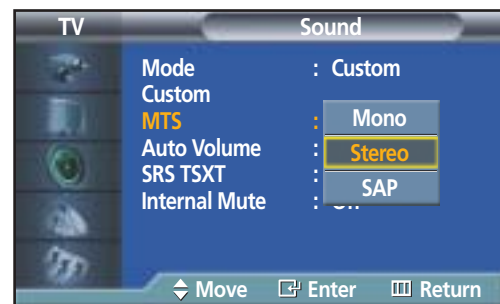 TV Sound
Mode : Custom
Custom
MTS : Mono
Auto Volume : Stereo
SRS TSXT : SAP
Internal Mute :
Move Enter Return